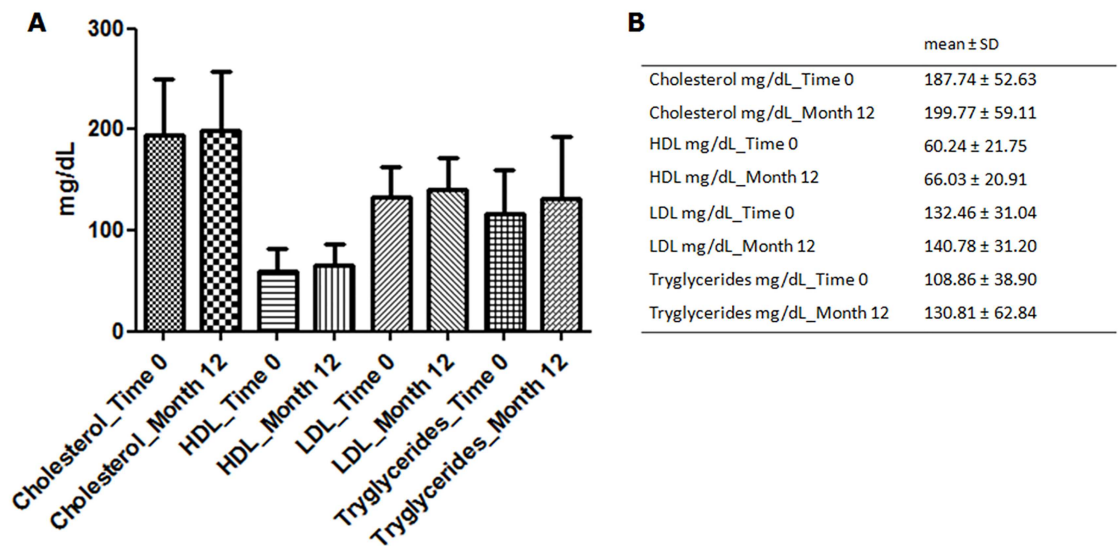 A
300
200
100
0
mg/dL
Cholesterol_Time 0
Cholesterol_Month 12
HDL_Time 0
HDL_Month 12
LDL_Time 0
LDL_Month 12
Tryglycerides_Time 0
Tryglycerides_Month 12
B
mean ± SD
Cholesterol mg/dL_Time 0 187.74 ± 52.63
Cholesterol mg/dL_Month 12 199.77 ± 59.11
HDL mg/dL_Time 0 60.24 ± 21.75
HDL mg/dL_Month 12 66.03 ± 20.91
LDL mg/dL_Time 0 132.46 ± 31.04
LDL mg/dL_Month 12 140.78 ± 31.20
Tryglycerides mg/dL_Time 0 108.86 ± 38.90
Tryglycerides mg/dL_Month 12 130.81 ± 62.84